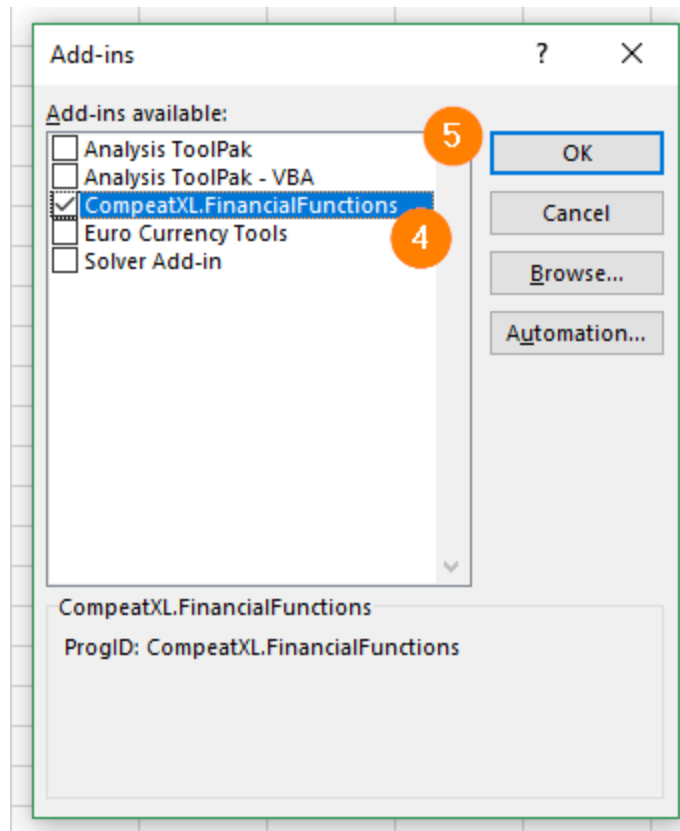 Add-ins ? ×
Add-ins available:
Analysis ToolPak
Analysis ToolPak - VBA
CompeatXL.FinancialFunctions
Euro Currency Tools
Solver Add-in
5
4
OK
Cancel
Browse...
Automation...
CompeatXL.FinancialFunctions
ProgID: CompeatXL.FinancialFunctions